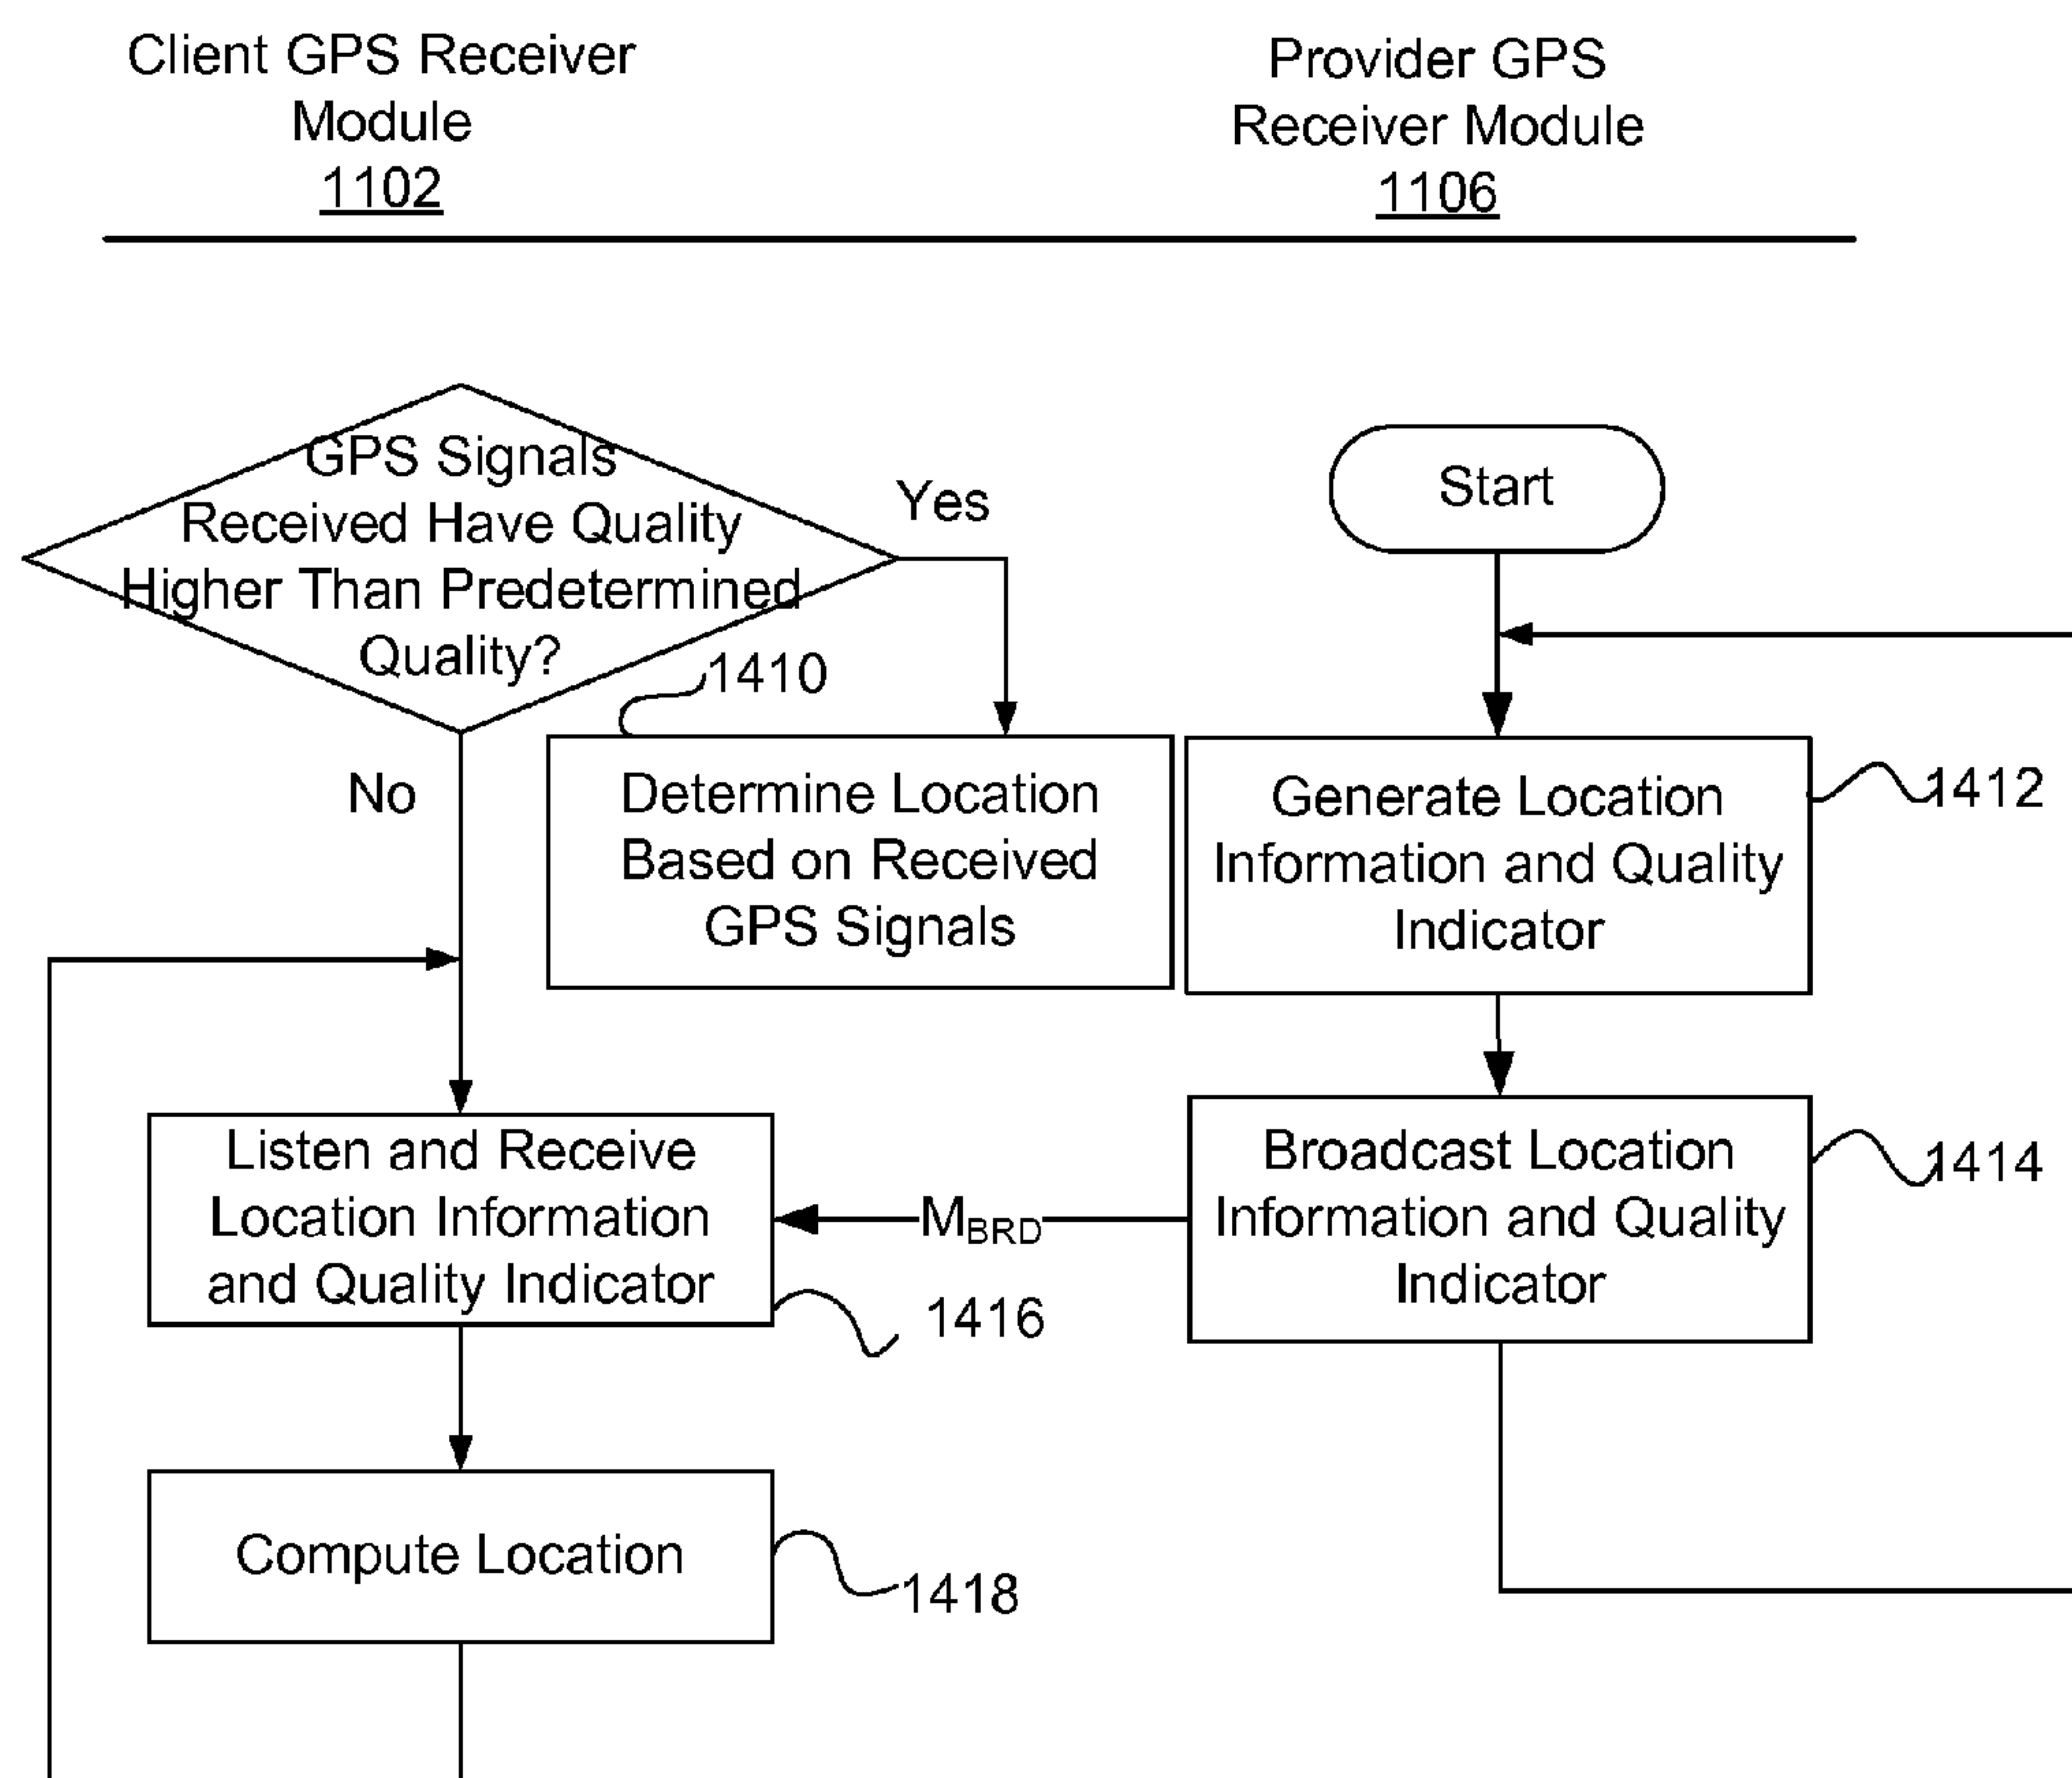 Client GPS Receiver
Module
1102
Provider GPS
Receiver Module
1106
GPS Signals
Received Have Quality
Higher Than Predetermined
Quality?
Yes
No
1410
Determine Location
Based on Received
GPS Signals
Start
Generate Location
Information and Quality
Indicator
1412
Listen and Receive
Location Information
and Quality Indicator
1416
MBRD
Broadcast Location
Information and Quality
Indicator
1414
Compute Location
1418